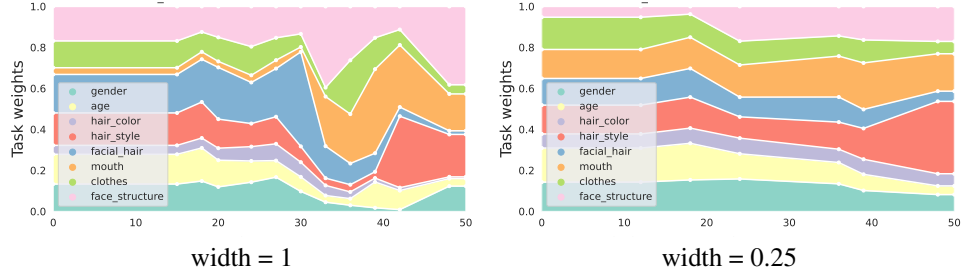 Task weights
1.0
0.8
0.6
0.4
0.2
0.0
gender
age
hair_color
hair_style
facial_hair
mouth
clothes
face_structure
0 10 20 30 40 50
width = 1
Task weights
1.0
0.8
0.6
0.4
0.2
0.0
gender
age
hair_color
hair_style
facial_hair
mouth
clothes
face_structure
0 10 20 30 40 50
width = 0.25